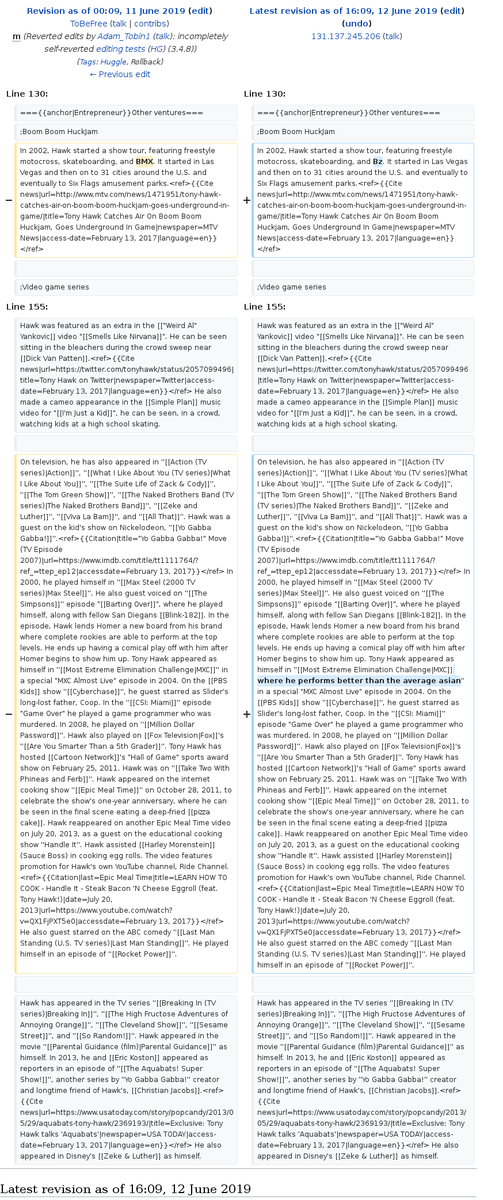 Revision as of 00:09, 11 June 2019 (edit)
ToBeFree (talk | contribs)
m (Reverted edits by Adam_Tobin1 (talk): incompletely
self-reverted editing tests (HG) (3.4.8))
(Tags: Huggle, Rollback)
← Previous edit
Latest revision as of 16:09, 12 June 2019 (edit)
(undo)
131.137.245.206 (talk)
Line 130:
Line 130:
==={{anchor|Entrepreneur}}Other ventures===
==={{anchor|Entrepreneur}}Other ventures===
;Boom Boom HuckJam
;Boom Boom HuckJam
−
In 2002, Hawk started a show tour, featuring freestyle
motocross, skateboarding, and BMX. It started in Las
Vegas and then on to 31 cities around the U.S. and
eventually to Six Flags amusement parks.<ref>{{Cite
news|url=http://www.mtv.com/news/1471951/tony-hawk-
catches-air-on-boom-boom-huckjam-goes-underground-in-
game/|title=Tony Hawk Catches Air On Boom Boom
Huckjam, Goes Underground In Game|newspaper=MTV
News|access-date=February 13, 2017|language=en}}
</ref>
+
In 2002, Hawk started a show tour, featuring freestyle
motocross, skateboarding, and Bz. It started in Las Vegas
and then on to 31 cities around the U.S. and eventually to
Six Flags amusement parks.<ref>{{Cite
news|url=http://www.mtv.com/news/1471951/tony-hawk-
catches-air-on-boom-boom-huckjam-goes-underground-in-
game/|title=Tony Hawk Catches Air On Boom Boom
Huckjam, Goes Underground In Game|newspaper=MTV
News|access-date=February 13, 2017|language=en}}
</ref>
;Video game series
;Video game series
Line 155:
Line 155:
Hawk was featured as an extra in the [["Weird Al"
Yankovic]] video "[[Smells Like Nirvana]]". He can be seen
sitting in the bleachers during the crowd sweep near
[[Dick Van Patten]].<ref>{{Cite
news|url=https://twitter.com/tonyhawk/status/2057099496|
title=Tony Hawk on Twitter|newspaper=Twitter|access-
date=February 13, 2017|language=en}}</ref> He also
made a cameo appearance in the [[Simple Plan]] music
video for "[[I'm Just a Kid]]", he can be seen, in a crowd,
watching kids at a high school skating.
Hawk was featured as an extra in the [["Weird Al"
Yankovic]] video "[[Smells Like Nirvana]]". He can be seen
sitting in the bleachers during the crowd sweep near
[[Dick Van Patten]].<ref>{{Cite
news|url=https://twitter.com/tonyhawk/status/2057099496
|title=Tony Hawk on Twitter|newspaper=Twitter|access-
date=February 13, 2017|language=en}}</ref> He also
made a cameo appearance in the [[Simple Plan]] music
video for "[[I'm Just a Kid]]", he can be seen, in a crowd,
watching kids at a high school skating.
−
On television, he has also appeared in ''[[Action (TV
series)|Action]]'', ''[[What I Like About You (TV series)|What
I Like About You]]'', ''[[The Suite Life of Zack & Cody]]'',
''[[The Tom Green Show]]'', ''[[The Naked Brothers Band (TV
series)|The Naked Brothers Band]]'', ''[[Zeke and
Luther]]'', ''[[Viva La Bam]]'', and ''[[All That]]''. Hawk was
a guest on the kid's show on Nickelodeon, ''[[Yo Gabba
Gabba!]]''.<ref>{{Citation|title="Yo Gabba Gabba!" Move
(TV Episode
2007)|url=https://www.imdb.com/title/tt1111764/?
ref_=ttep_ep12|accessdate=February 13, 2017}}</ref> In
2000, he played himself in ''[[Max Steel (2000 TV
series)|Max Steel]]''. He also guest voiced on ''[[The
Simpsons]]'' episode "[[Barting Over]]", where he played
himself, along with fellow San Diegans [[Blink-182]]. In the
episode, Hawk lends Homer a new board from his brand
where complete rookies are able to perform at the top
levels. He ends up having a comical play off with him after
Homer begins to show him up. Tony Hawk appeared as
himself in ''[[Most Extreme Elimination Challenge|MXC]]''
in a special "MXC Almost Live" episode in 2004. On the
[[PBS Kids]] show ''[[Cyberchase]]'', he guest starred as Slider's
long-lost father, Coop. In the ''[[CSI: Miami]]'' episode
"Game Over" he played a game programmer who was
murdered. In 2008, he played on ''[[Million Dollar
Password]]''. Hawk also played on [[Fox Television|Fox]]'s
''[[Are You Smarter Than a 5th Grader]]''. Tony Hawk has
hosted [[Cartoon Network]]'s "Hall of Game" sports award
show on February 25, 2011. Hawk was on ''[[Take Two With
Phineas and Ferb]]''. Hawk appeared on the internet
cooking show ''[[Epic Meal Time]]'' on October 28, 2011, to
celebrate the show's one-year anniversary, where he can
be seen in the final scene eating a deep-fried [[pizza
cake]]. Hawk reappeared on another Epic Meal Time video
on July 20, 2013, as a guest on the educational cooking
show "Handle It". Hawk assisted [[Harley Morenstein]]
(Sauce Boss) in cooking egg rolls. The video features
promotion for Hawk's own YouTube channel, Ride Channel.
<ref>{{Citation|last=Epic Meal Time|title=LEARN HOW TO
COOK - Handle It - Steak Bacon 'N Cheese Eggroll (feat.
Tony Hawk!)|date=July 20,
2013|url=https://www.youtube.com/watch?
v=QX1FjPXT5e0|accessdate=February 13, 2017}}</ref>
He also guest starred on the ABC comedy ''[[Last Man
Standing (U.S. TV series)|Last Man Standing]]''. He played
himself in an episode of ''[[Rocket Power]]''.
+
On television, he has also appeared in ''[[Action (TV
series)|Action]]'', ''[[What I Like About You (TV series)|What
I Like About You]]'', ''[[The Suite Life of Zack & Cody]]'',
''[[The Tom Green Show]]'', ''[[The Naked Brothers Band (TV
series)|The Naked Brothers Band]]'', ''[[Zeke and Luther]]'',
''[[Viva La Bam]]'', and ''[[All That]]''. Hawk was a guest on
the kid's show on Nickelodeon, ''[[Yo Gabba
Gabba!]]''.<ref>{{Citation|title="Yo Gabba Gabba!" Move
(TV Episode
2007)|url=https://www.imdb.com/title/tt1111764/?
ref_=ttep_ep12|accessdate=February 13, 2017}}</ref> In
2000, he played himself in ''[[Max Steel (2000 TV
series)|Max Steel]]''. He also guest voiced on ''[[The
Simpsons]]'' episode "[[Barting Over]]", where he played
himself, along with fellow San Diegans [[Blink-182]]. In the
episode, Hawk lends Homer a new board from his brand
where complete rookies are able to perform at the top
levels. He ends up having a comical play off with him after
Homer begins to show him up. Tony Hawk appeared as
himself in ''[[Most Extreme Elimination Challenge|MXC]]
where he performs better than the average asian''
in a special "MXC Almost Live" episode in 2004. On the
[[PBS Kids]] show ''[[Cyberchase]]'', he guest starred as
Slider's long-lost father, Coop. In the ''[[CSI: Miami]]''
episode "Game Over" he played a game programmer who
was murdered. In 2008, he played on ''[[Million Dollar
Password]]''. Hawk also played on [[Fox Television|Fox]]'s
''[[Are You Smarter Than a 5th Grader]]''. Tony Hawk has
hosted [[Cartoon Network]]'s "Hall of Game" sports award
show on February 25, 2011. Hawk was on ''[[Take Two
With Phineas and Ferb]]''. Hawk appeared on the internet
cooking show ''[[Epic Meal Time]]'' on October 28, 2011,
to celebrate the show's one-year anniversary, where he can
be seen in the final scene eating a deep-fried [[pizza
cake]]. Hawk reappeared on another Epic Meal Time video
on July 20, 2013, as a guest on the educational cooking
show "Handle It". Hawk assisted [[Harley Morenstein]]
(Sauce Boss) in cooking egg rolls. The video features
promotion for Hawk's own YouTube channel, Ride Channel.
<ref>{{Citation|last=Epic Meal Time|title=LEARN HOW TO
COOK - Handle It - Steak Bacon 'N Cheese Eggroll (feat.
Tony Hawk!)|date=July 20,
2013|url=https://www.youtube.com/watch?
v=QX1FjPXT5e0|accessdate=February 13, 2017}}</ref>
He also guest starred on the ABC comedy ''[[Last Man
Standing (U.S. TV series)|Last Man Standing]]''. He played
himself in an episode of ''[[Rocket Power]]''.
Hawk has appeared in the TV series ''[[Breaking In (TV
series)|Breaking In]]'', ''[[The High Fructose Adventures of
Annoying Orange]]'', ''[[The Cleveland Show]]'', ''[[Sesame
Street]]'', and ''[[So Random!]]''. Hawk appeared in the
movie ''[[Parental Guidance (film)|Parental Guidance]]'' as
himself. In 2013, he and [[Eric Koston]] appeared as
reporters in an episode of ''[[The Aquabats! Super
Show!]]'', another series by ''Yo Gabba Gabba!'' creator
and longtime friend of Hawk's, [[Christian Jacobs]].<ref>
{{Cite
news|url=https://www.usatoday.com/story/popcandy/2013/0
5/29/aquabats-tony-hawk/2369193/|title=Exclusive: Tony
Hawk talks 'Aquabats'|newspaper=USA TODAY|access-
date=February 13, 2017|language=en}}</ref> He also
appeared in Disney's [[Zeke & Luther]] as himself.
Hawk has appeared in the TV series ''[[Breaking In (TV
series)|Breaking In]]'', ''[[The High Fructose Adventures of
Annoying Orange]]'', ''[[The Cleveland Show]]'', ''[[Sesame
Street]]'', and ''[[So Random!]]''. Hawk appeared in the
movie ''[[Parental Guidance (film)|Parental Guidance]]'' as
himself. In 2013, he and [[Eric Koston]] appeared as
reporters in an episode of ''[[The Aquabats! Super
Show!]]'', another series by ''Yo Gabba Gabba!'' creator
and longtime friend of Hawk's, [[Christian Jacobs]].<ref>
{{Cite
news|url=https://www.usatoday.com/story/popcandy/2013/
05/29/aquabats-tony-hawk/2369193/|title=Exclusive: Tony
Hawk talks 'Aquabats'|newspaper=USA TODAY|access-
date=February 13, 2017|language=en}}</ref> He also
appeared in Disney's [[Zeke & Luther]] as himself.
Latest revision as of 16:09, 12 June 2019